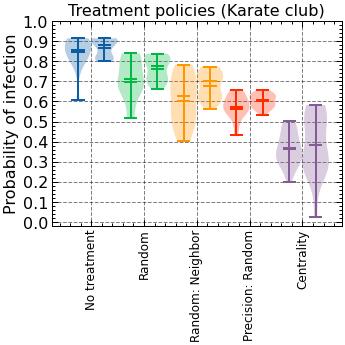 Treatment policies (Karate club)
Probability of infection
1.0
0.9
0.8
0.7
0.6
0.5
0.4
0.3
0.2
0.1
0.0
No treatment
Random
Random: Neighbor
Precision: Random
Centrality